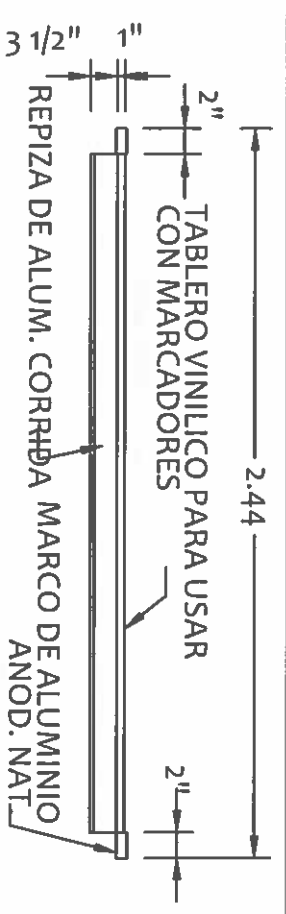 2.44
2"
2"
TABLERO VINILICO PARA USAR
CON MARCADORES
1"
3 1/2"
REPIZA DE ALUM. CORRIDA
MARCO DE ALUMINIO
ANOD. NAT.